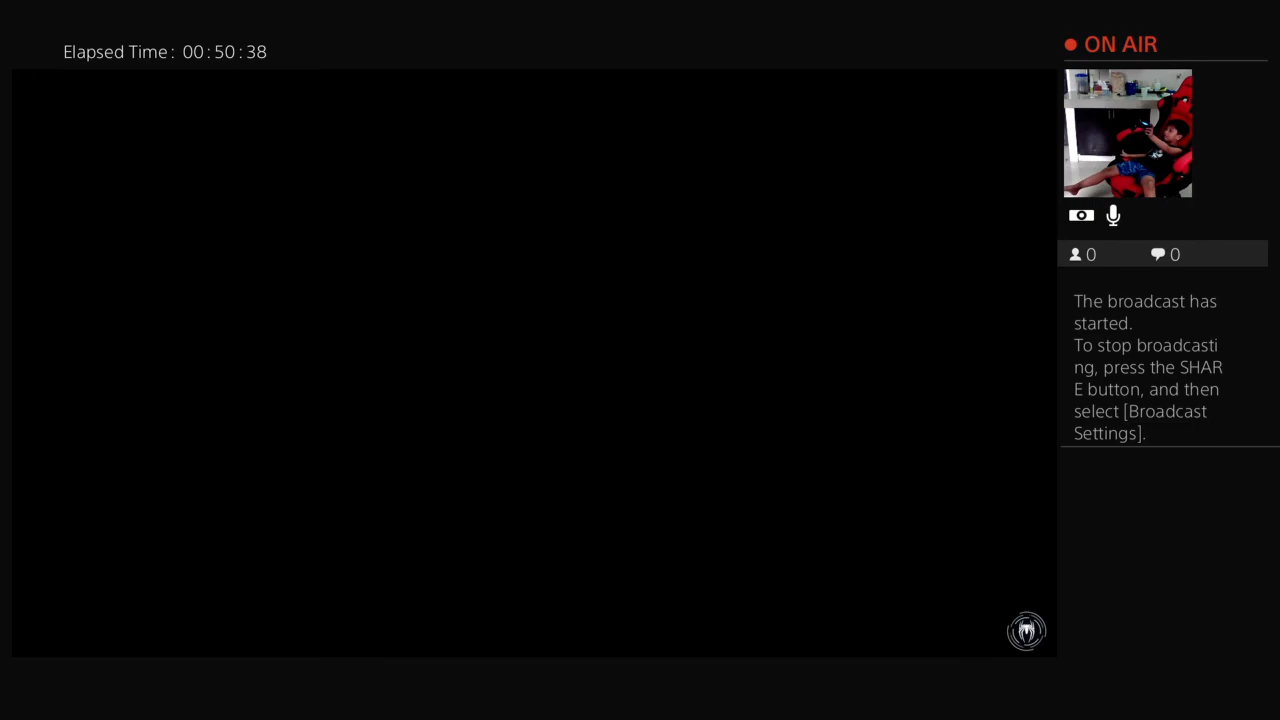 Elapsed Time: 00:50:38
ON AIR
0 0
The broadcast has
started.
To stop broadcasti
ng, press the SHAR
E button, and then
select [Broadcast
Settings].